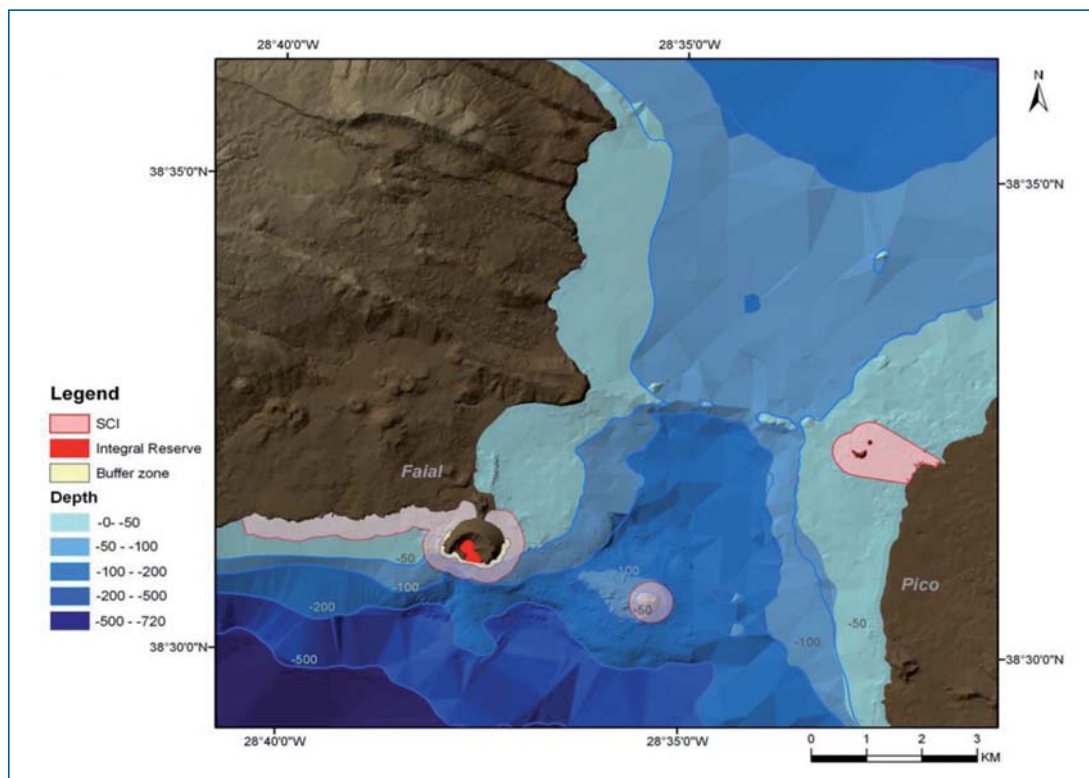 28°40'0"W
28°35'0"W
N
38°35'0"N
38°35'0"N
Legend
SCI
Integral Reserve
Buffer zone
Depth
-0- -50
-50 - -100
-100 - -200
-200 - -500
-500 - -720
Faial
Pico
-50
-100
-200
-500
-100
-50
-100
-50
38°30'0"N
38°30'0"N
28°40'0"W
28°35'0"W
0 1 2 3
KM